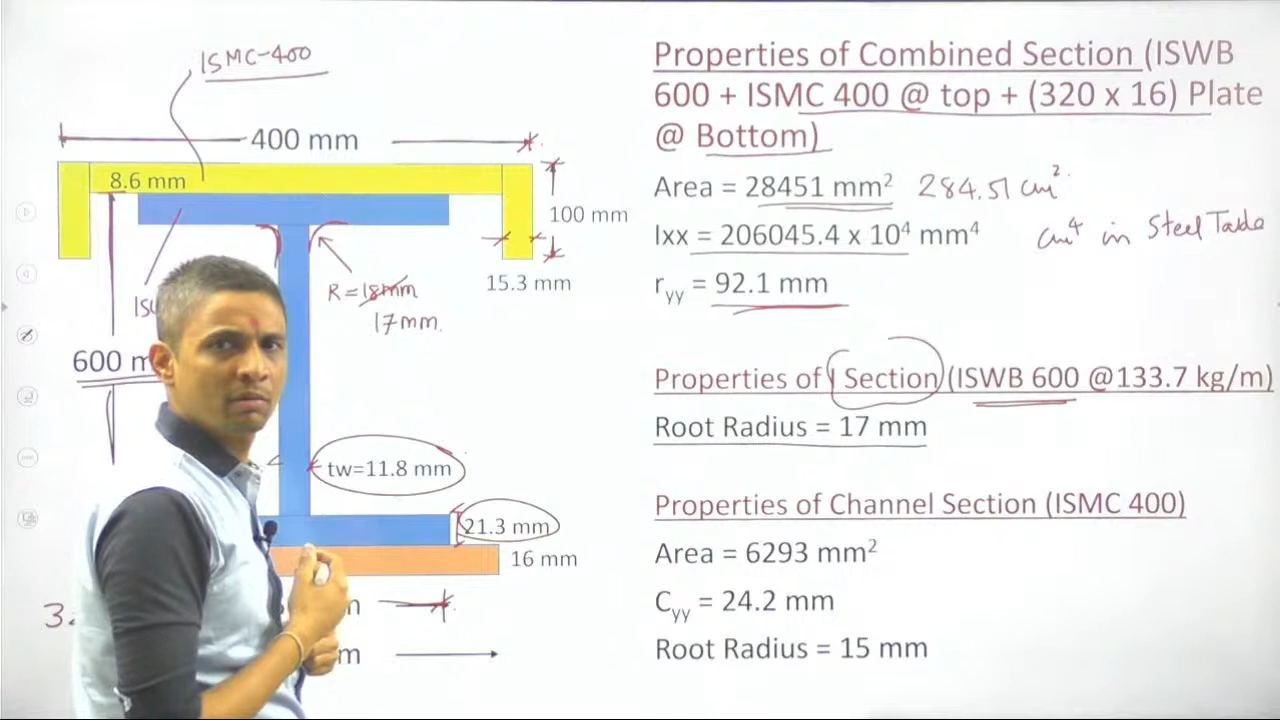 ISMC-400
400 mm
8.6 mm
100 mm
15.3 mm
R = 18mm
17mm.
600 m
tw=11.8 mm
21.3 mm
16 mm
Properties of Combined Section (ISWB
600 + ISMC 400 @ top + (320 x 16) Plate
@ Bottom)
Area = 28451 mm² 284.51 cm²
Ixx = 206045.4 x 10⁴ mm⁴ cm⁴ in Steel Table
ryy = 92.1 mm
Properties of I Section (ISWB 600 @133.7 kg/m)
Root Radius = 17 mm
Properties of Channel Section (ISMC 400)
Area = 6293 mm²
Cyy = 24.2 mm
Root Radius = 15 mm